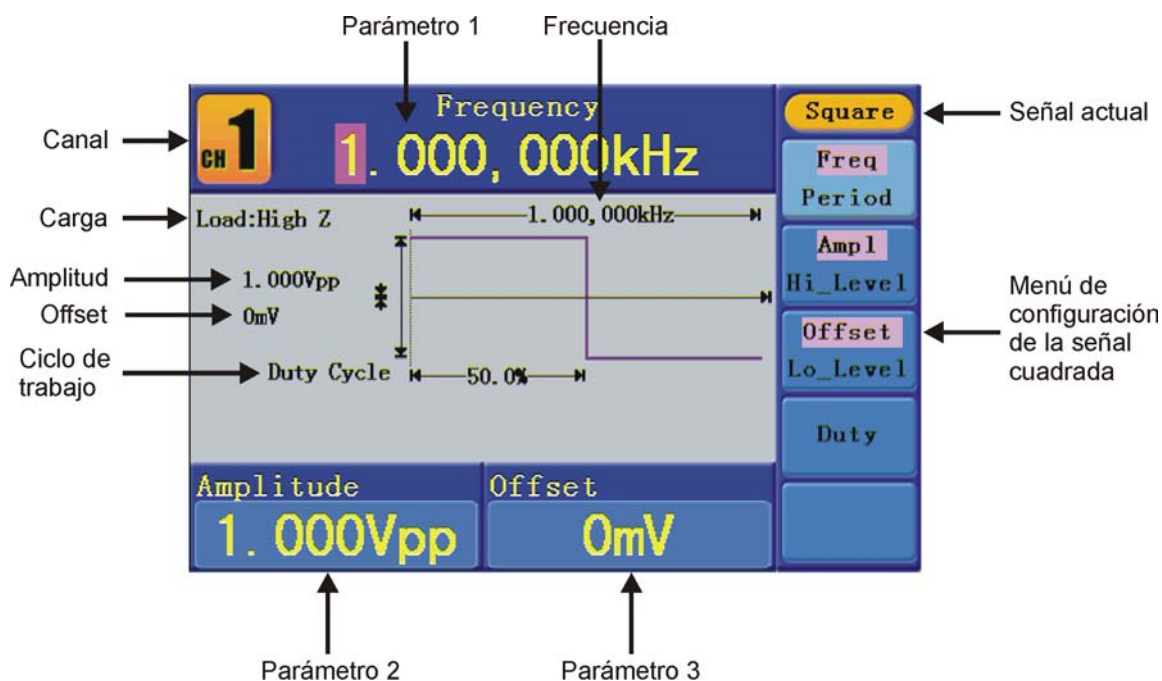 Parámetro 1
Frecuencia
Canal
CH 1
Frequency
1.000,000kHz
Square
Señal actual
Freq
Period
Carga
Load:High Z
1.000,000kHz
Ampl
Hi_Level
Amplitud
1.000Vpp
Offset
0mV
Offset
Lo_Level
Menú de
configuración
de la señal
cuadrada
Ciclo de
trabajo
Duty Cycle
50.0%
Duty
Amplitude
1.000Vpp
Offset
0mV
Parámetro 2
Parámetro 3